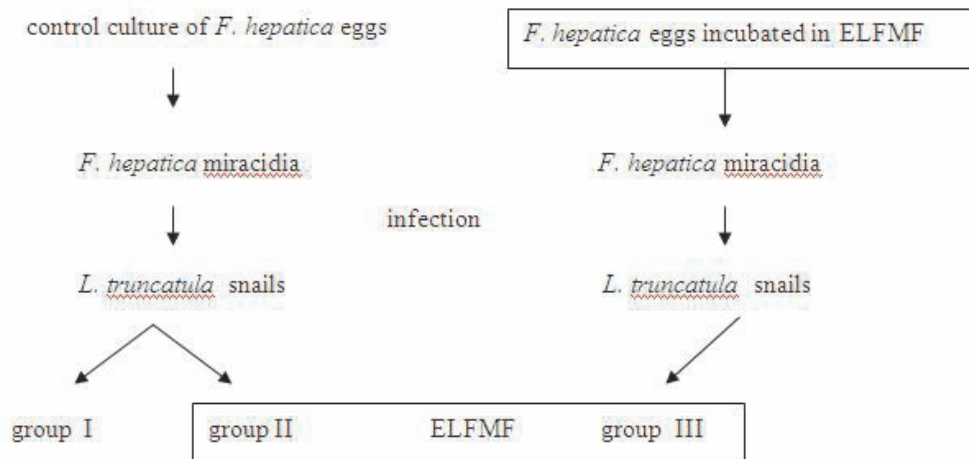 control culture of F. hepatica eggs
F. hepatica eggs incubated in ELFMF
F. hepatica miracidia
F. hepatica miracidia
infection
L. truncatula snails
L. truncatula snails
group I
group II
ELFMF
group III